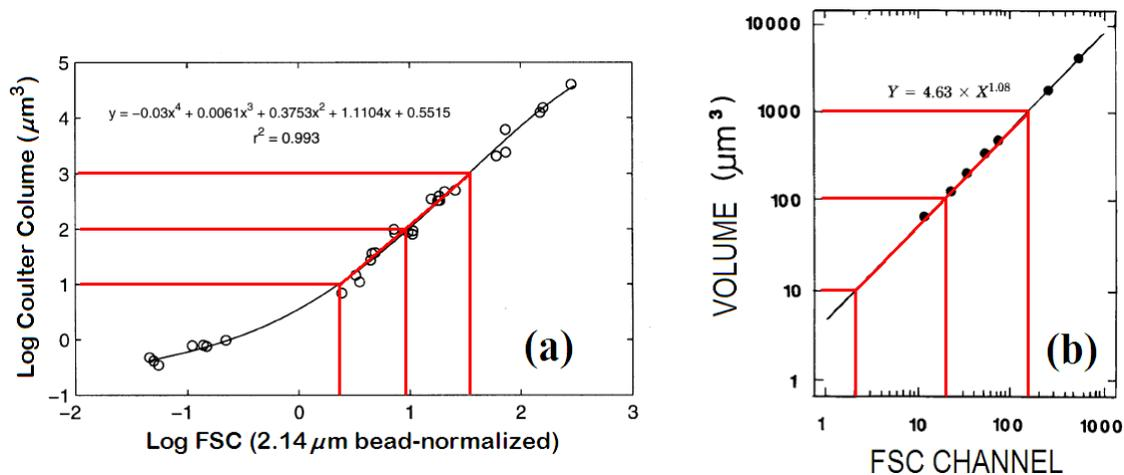 5
4
3
2
1
0
−1
−2
−1
0
1
2
3
Log Coulter Column (μm³)
y = −0.03x⁴ + 0.0061x³ + 0.3753x² + 1.1104x + 0.5515
r² = 0.993
(a)
Log FSC (2.14 μm bead-normalized)
10000
1000
100
10
1
1
10
100
1000
VOLUME (μm³)
Y = 4.63 × X¹·⁰⁸
(b)
FSC CHANNEL